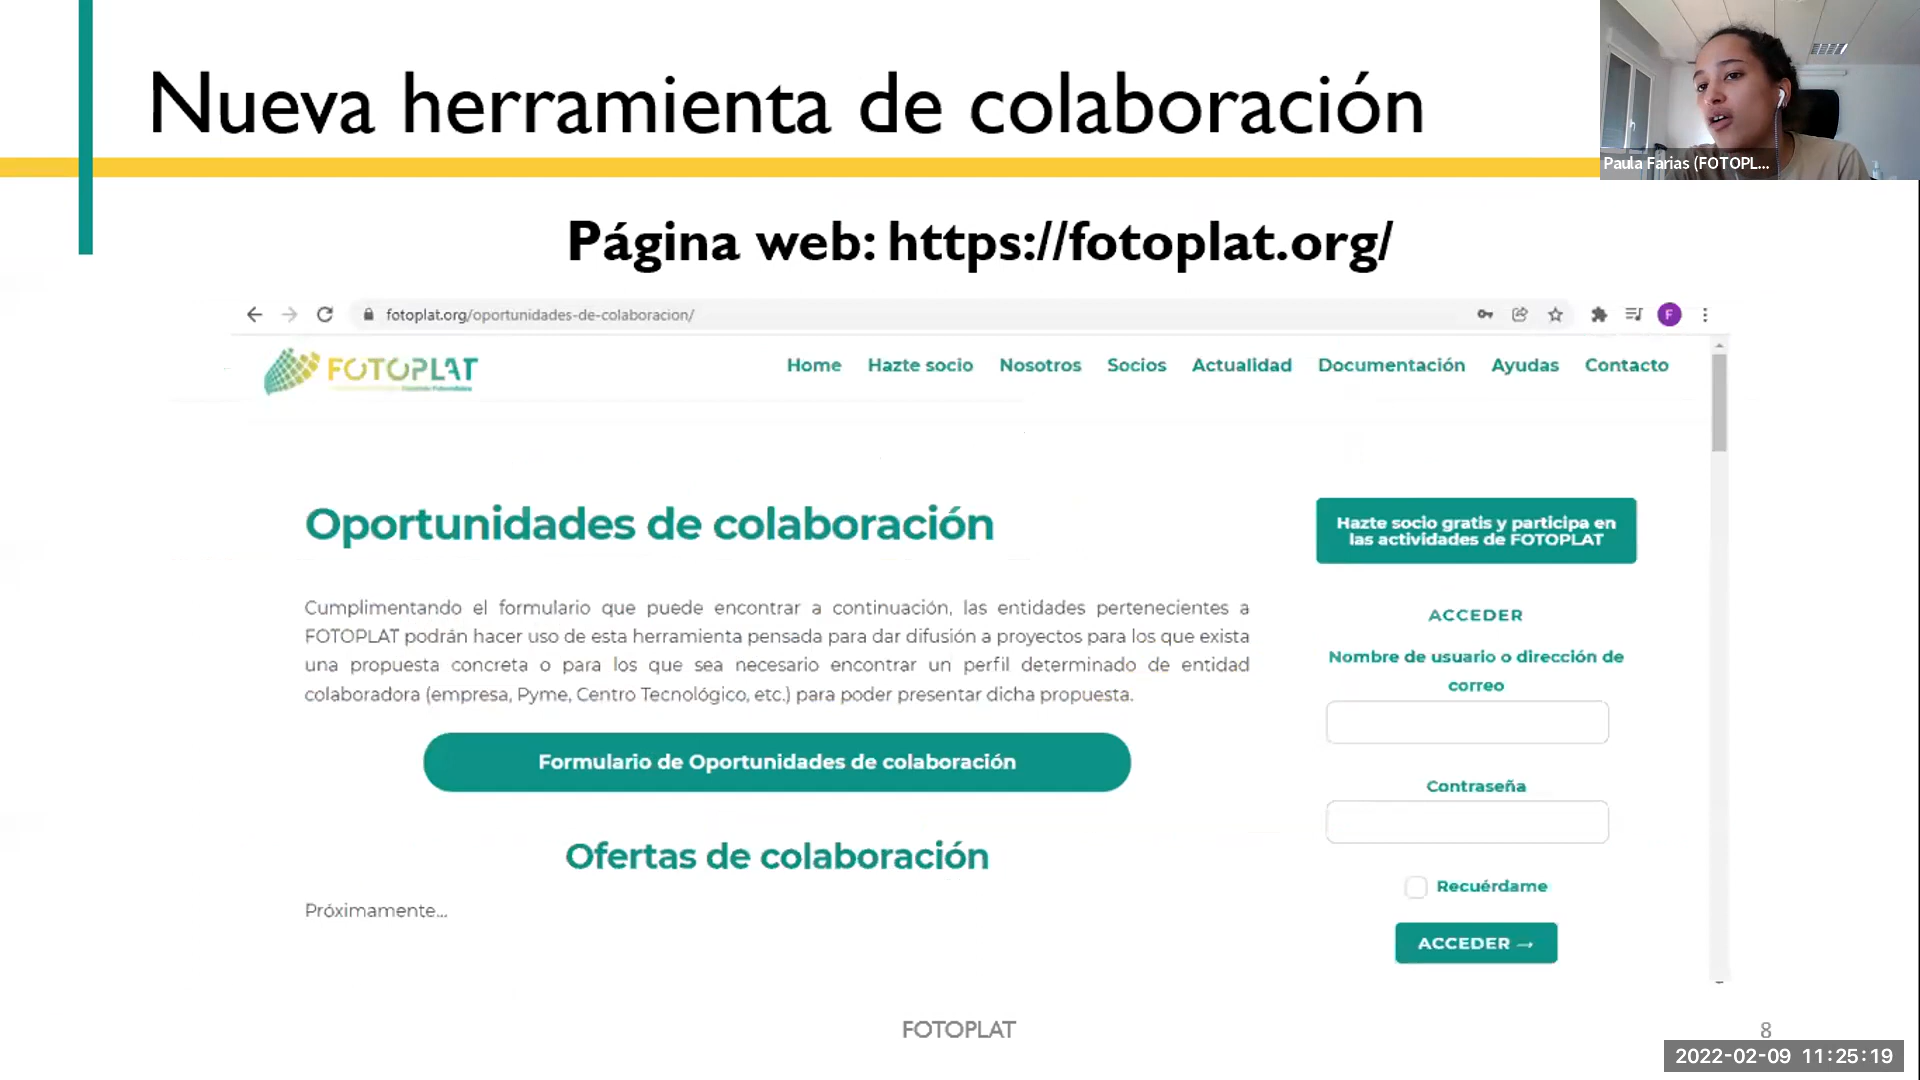 Nueva herramienta de colaboración
Paula Farias (FOTOPL...
Página web: https://fotoplat.org/
fotoplat.org/oportunidades-de-colaboracion/
F
FOTOPLAT
Home Hazte socio Nosotros Socios Actualidad Documentación Ayudas Contacto
Oportunidades de colaboración
Cumplimentando el formulario que puede encontrar a continuación, las entidades pertenecientes a
FOTOPLAT podrán hacer uso de esta herramienta pensada para dar difusión a proyectos para los que exista
una propuesta concreta o para los que sea necesario encontrar un perfil determinado de entidad
colaboradora (empresa, Pyme, Centro Tecnológico, etc.) para poder presentar dicha propuesta.
Formulario de Oportunidades de colaboración
Ofertas de colaboración
Próximamente...
Hazte socio gratis y participa en
las actividades de FOTOPLAT
ACCEDER
Nombre de usuario o dirección de
correo
Contraseña
Recuérdame
ACCEDER →
FOTOPLAT
8
2022-02-09 11:25:19